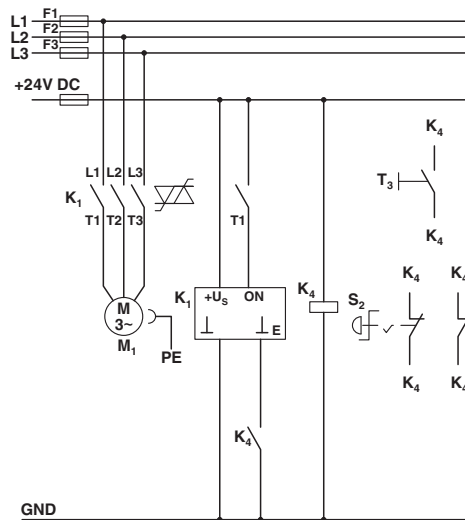 L1 F1
L2 F2
L3 F3
+24V DC
K4
L1 L2 L3
K1
T3
T1 T2 T3
T1
K4
K1 +US ON
K4
S2
K4 K4
M
3~
E
M1
PE
K4 K4
K4
GND